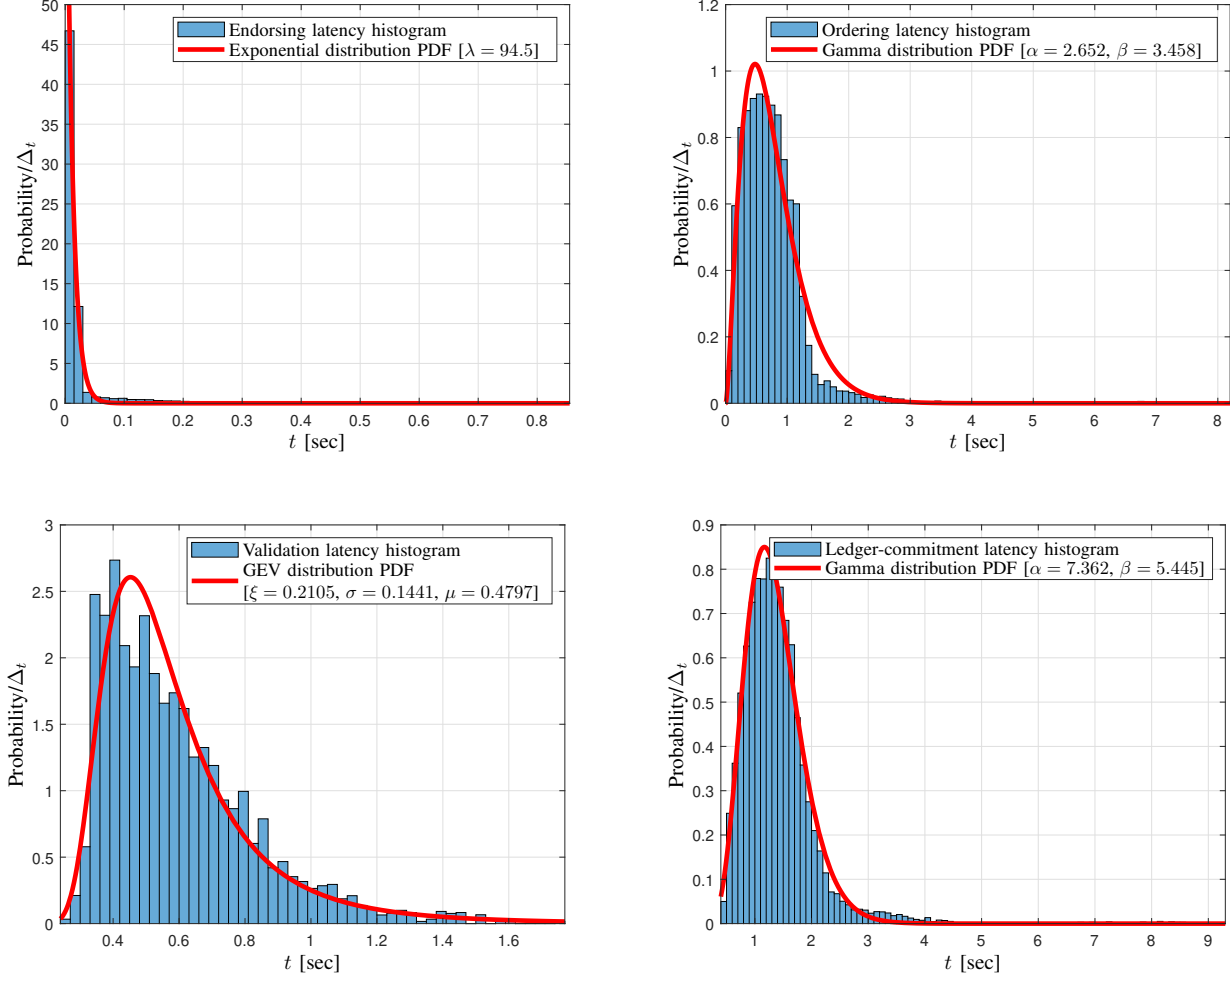 50
45
40
35
30
25
20
15
10
5
0
Probability/Δt
Endorsing latency histogram
Exponential distribution PDF [λ = 94.5]
0 0.1 0.2 0.3 0.4 0.5 0.6 0.7 0.8
t [sec]
1.2
1
0.8
0.6
0.4
0.2
0
Probability/Δt
Ordering latency histogram
Gamma distribution PDF [α = 2.652, β = 3.458]
0 1 2 3 4 5 6 7 8
t [sec]
3
2.5
2
1.5
1
0.5
0
Probability/Δt
Validation latency histogram
GEV distribution PDF
[ξ = 0.2105, σ = 0.1441, μ = 0.4797]
0.4 0.6 0.8 1 1.2 1.4 1.6
t [sec]
0.9
0.8
0.7
0.6
0.5
0.4
0.3
0.2
0.1
0
Probability/Δt
Ledger-commitment latency histogram
Gamma distribution PDF [α = 7.362, β = 5.445]
1 2 3 4 5 6 7 8 9
t [sec]